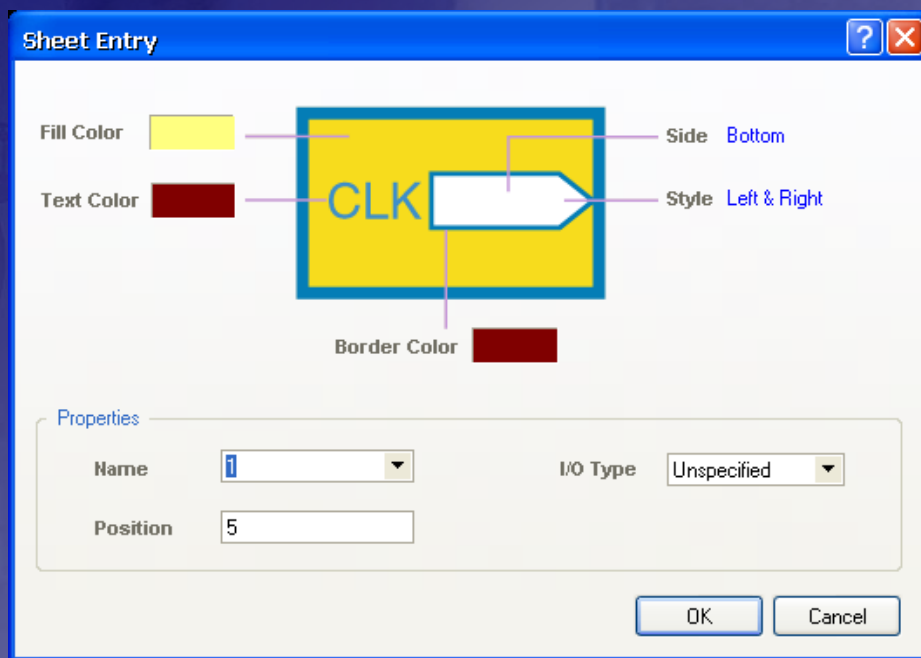 Sheet Entry
Fill Color
Side Bottom
Text Color
CLK
Style Left & Right
Border Color
Properties
Name 1
I/O Type Unspecified
Position 5
OK Cancel